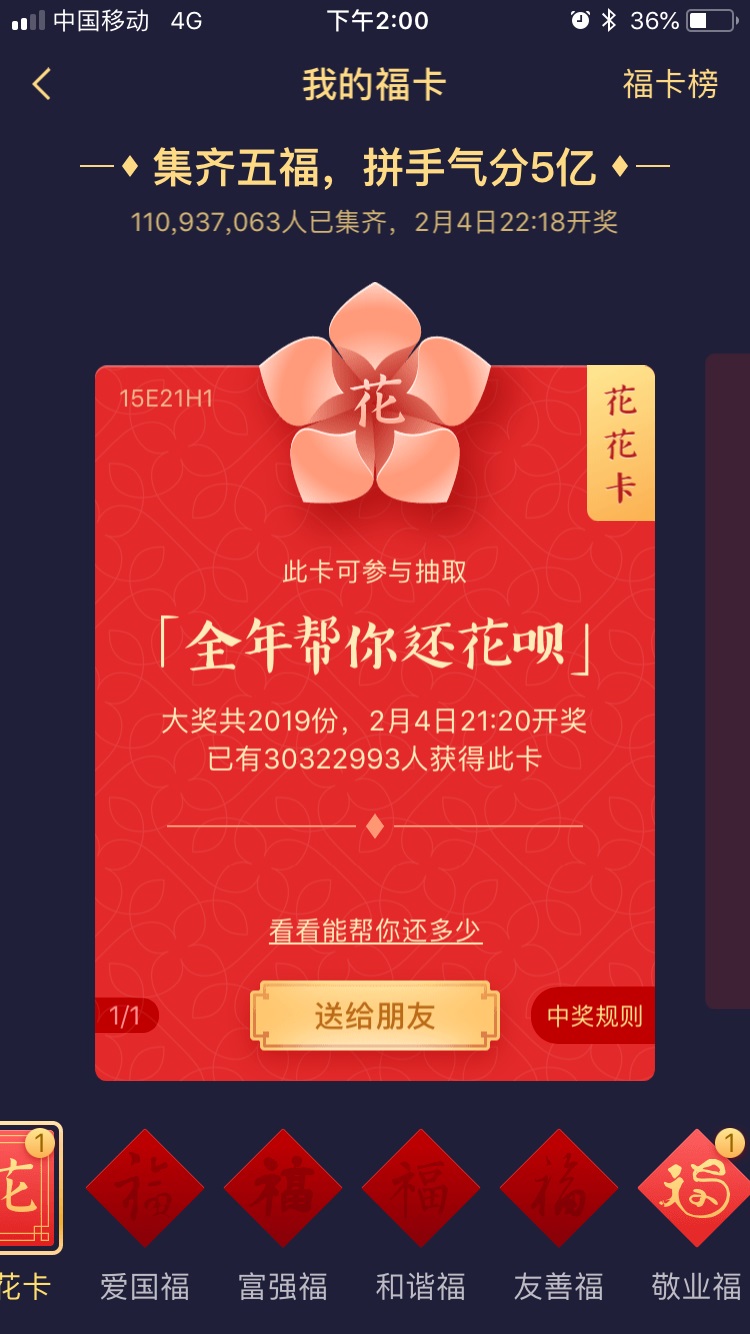 中国移动 4G 下午2:00 36%
我的福卡 福卡榜
集齐五福，拼手气分5亿
110,937,063人已集齐，2月4日22:18开奖
15E21H1
花
花花卡
此卡可参与抽取
「全年帮你还花呗」
大奖共2019份，2月4日21:20开奖
已有30322993人获得此卡
看看能帮你还多少
1/1 送给朋友 中奖规则
花 1 福 福 福 福 福 1
花卡 爱国福 富强福 和谐福 友善福 敬业福